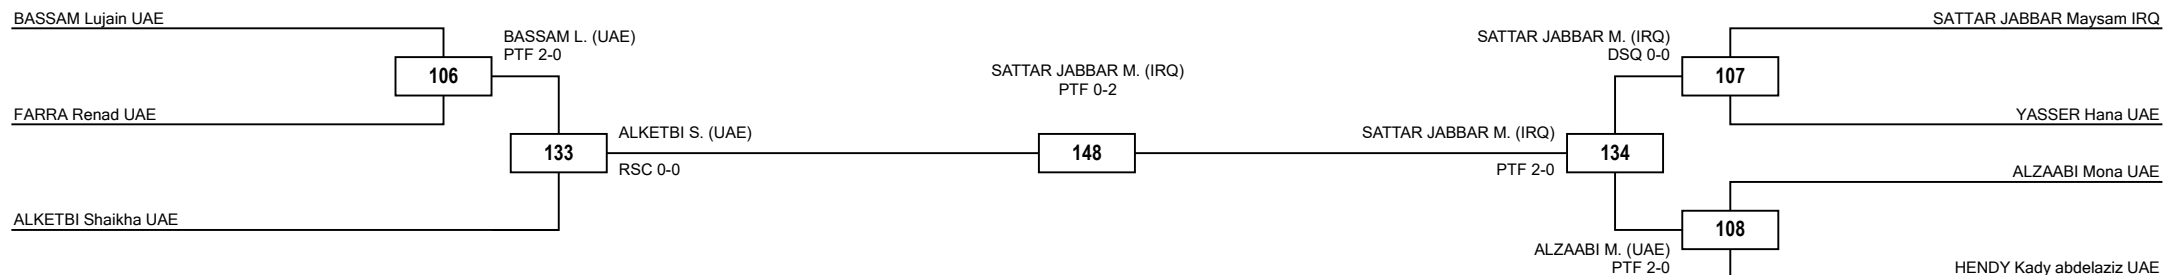 BASSAM Lujain UAE
SATTAR JABBAR Maysam IRQ
BASSAM L. (UAE)
PTF 2-0
SATTAR JABBAR M. (IRQ)
DSQ 0-0
106
SATTAR JABBAR M. (IRQ)
PTF 0-2
107
FARRA Renad UAE
YASSER Hana UAE
ALKETBI S. (UAE)
SATTAR JABBAR M. (IRQ)
133
148
134
RSC 0-0
PTF 2-0
ALZAABI Mona UAE
ALKETBI Shaikha UAE
108
ALZAABI M. (UAE)
PTF 2-0
HENDY Kady abdelaziz UAE